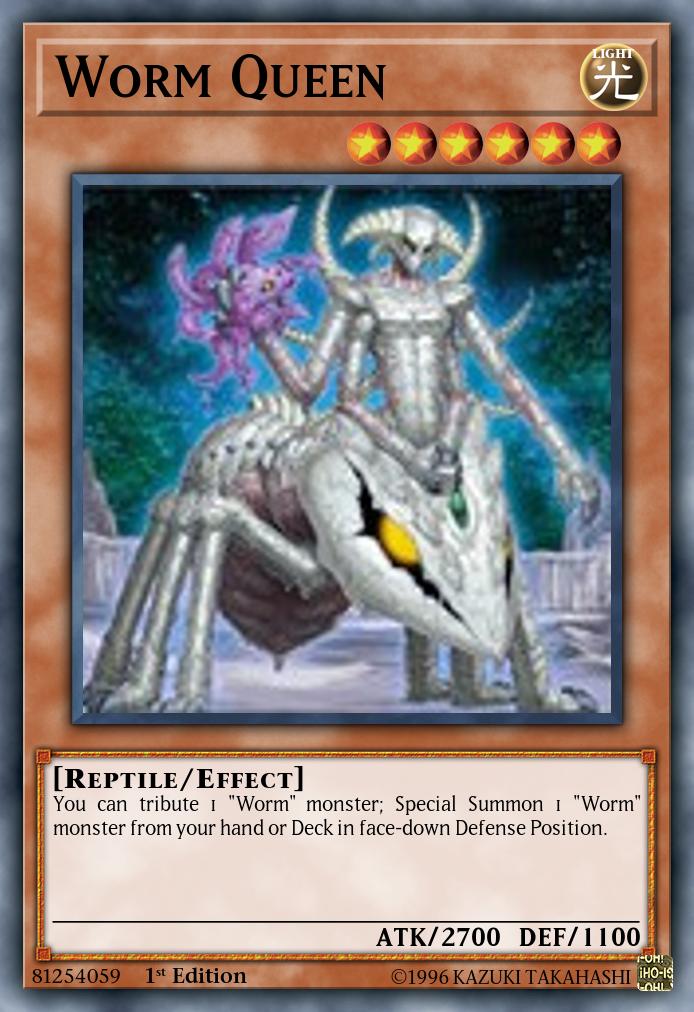 Worm Queen
LIGHT
光
[Reptile/Effect]
You can tribute 1 "Worm" monster; Special Summon 1 "Worm"
monster from your hand or Deck in face-down Defense Position.
ATK/2700 DEF/1100
81254059 1st Edition ©1996 KAZUKI TAKAHASHI